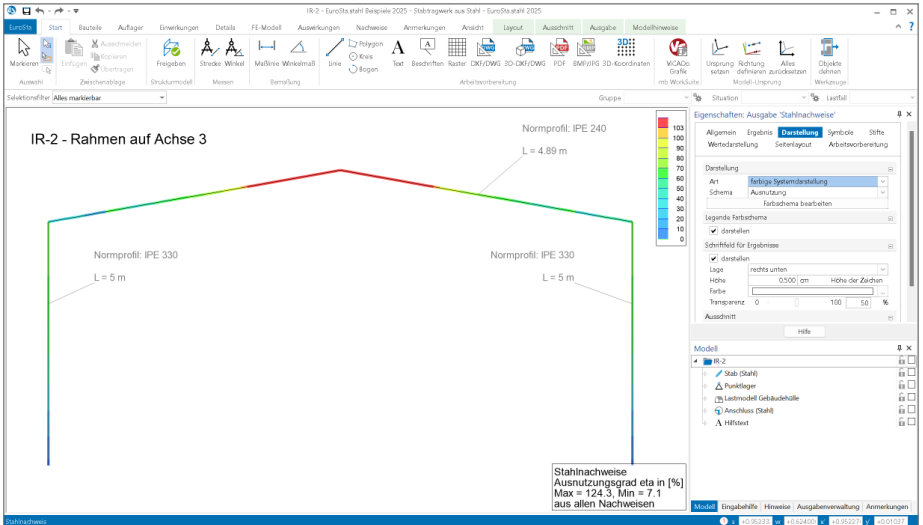 IR-2 - EuroSta.stahl Beispiele 2025 - Stabtragwerk aus Stahl - EuroSta.stahl 2025
EuroSta Start Bauteile Auflager Einwirkungen Details FE-Modell Auswirkungen Nachweise Anmerkungen Ansicht Layout Ausschnitt Ausgabe Modellhinweise
Markieren
Einfügen
Ausschneiden
Kopieren
Übertragen
Freigeben
Strecke Winkel
Maßlinie Winkelmaß
Linie
Polygon
Kreis
Bogen
Text Beschriften Raster DXF/DWG 3D-DXF/DWG PDF BMP/JPG 3D-Koordinaten
ViCADo Grafik
Ursprung setzen
Richtung definieren
Alles zurücksetzen
Objekte dehnen
Auswahl Zwischenablage Strukturmodell Messen Bemaßung Arbeitsvorbereitung mb WorkSuite Modell-Ursprung Werkzeuge
Selektionsfilter Alles markierbar Gruppe Situation Lastfall
IR-2 - Rahmen auf Achse 3
Normprofil: IPE 240
L = 4.89 m
Normprofil: IPE 330
L = 5 m
Normprofil: IPE 330
L = 5 m
103
100
90
80
70
60
50
40
30
20
10
0
Stahlnachweise
Ausnutzungsgrad eta in [%]
Max = 124.3, Min = 7.1
aus allen Nachweisen
Eigenschaften: Ausgabe 'Stahlnachweise'
Allgemein Ergebnis Darstellung Symbole Stifte
Wertedarstellung Seitenlayout Arbeitsvorbereitung
Darstellung
Art farbige Systemdarstellung
Schema Ausnutzung
Farbschema bearbeiten
Legende Farbschema
darstellen
Schriftfeld für Ergebnisse
darstellen
Lage rechts unten
Höhe 0.500 cm Höhe der Zeichen
Farbe
Transparenz 0 100 50 %
Ausschnitt
Hilfe
Modell
IR-2
Stab (Stahl)
Punktlager
Lastmodell Gebäudehülle
Anschluss (Stahl)
A Hilfstext
Modell Eingabehilfe Hinweise Ausgabenverwaltung Anmerkungen
Stahlnachweis